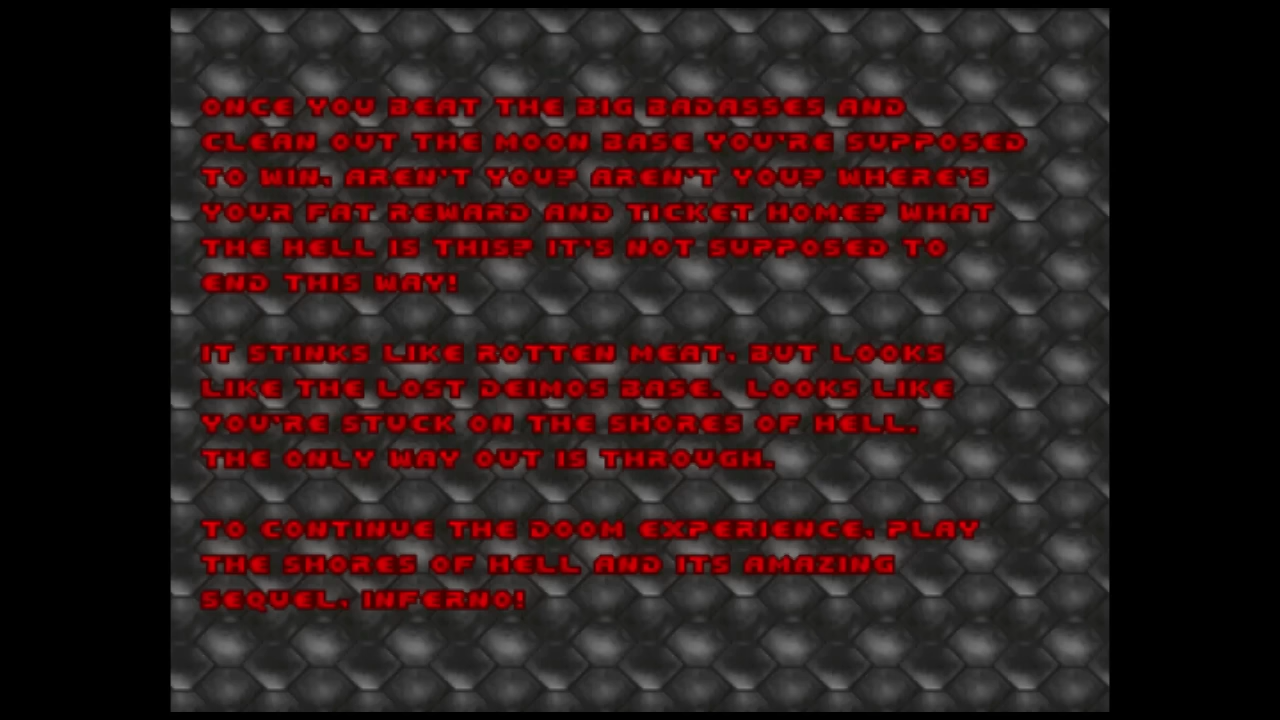 ONCE YOU BEAT THE BIG BADASSES AND
CLEAN OUT THE MOON BASE YOU'RE SUPPOSED
TO WIN, AREN'T YOU? AREN'T YOU? WHERE'S
YOUR FAT REWARD AND TICKET HOME? WHAT
THE HELL IS THIS? IT'S NOT SUPPOSED TO
END THIS WAY!
IT STINKS LIKE ROTTEN MEAT, BUT LOOKS
LIKE THE LOST DEIMOS BASE.  LOOKS LIKE
YOU'RE STUCK ON THE SHORES OF HELL.
THE ONLY WAY OUT IS THROUGH.
TO CONTINUE THE DOOM EXPERIENCE, PLAY
THE SHORES OF HELL AND ITS AMAZING
SEQUEL, INFERNO!